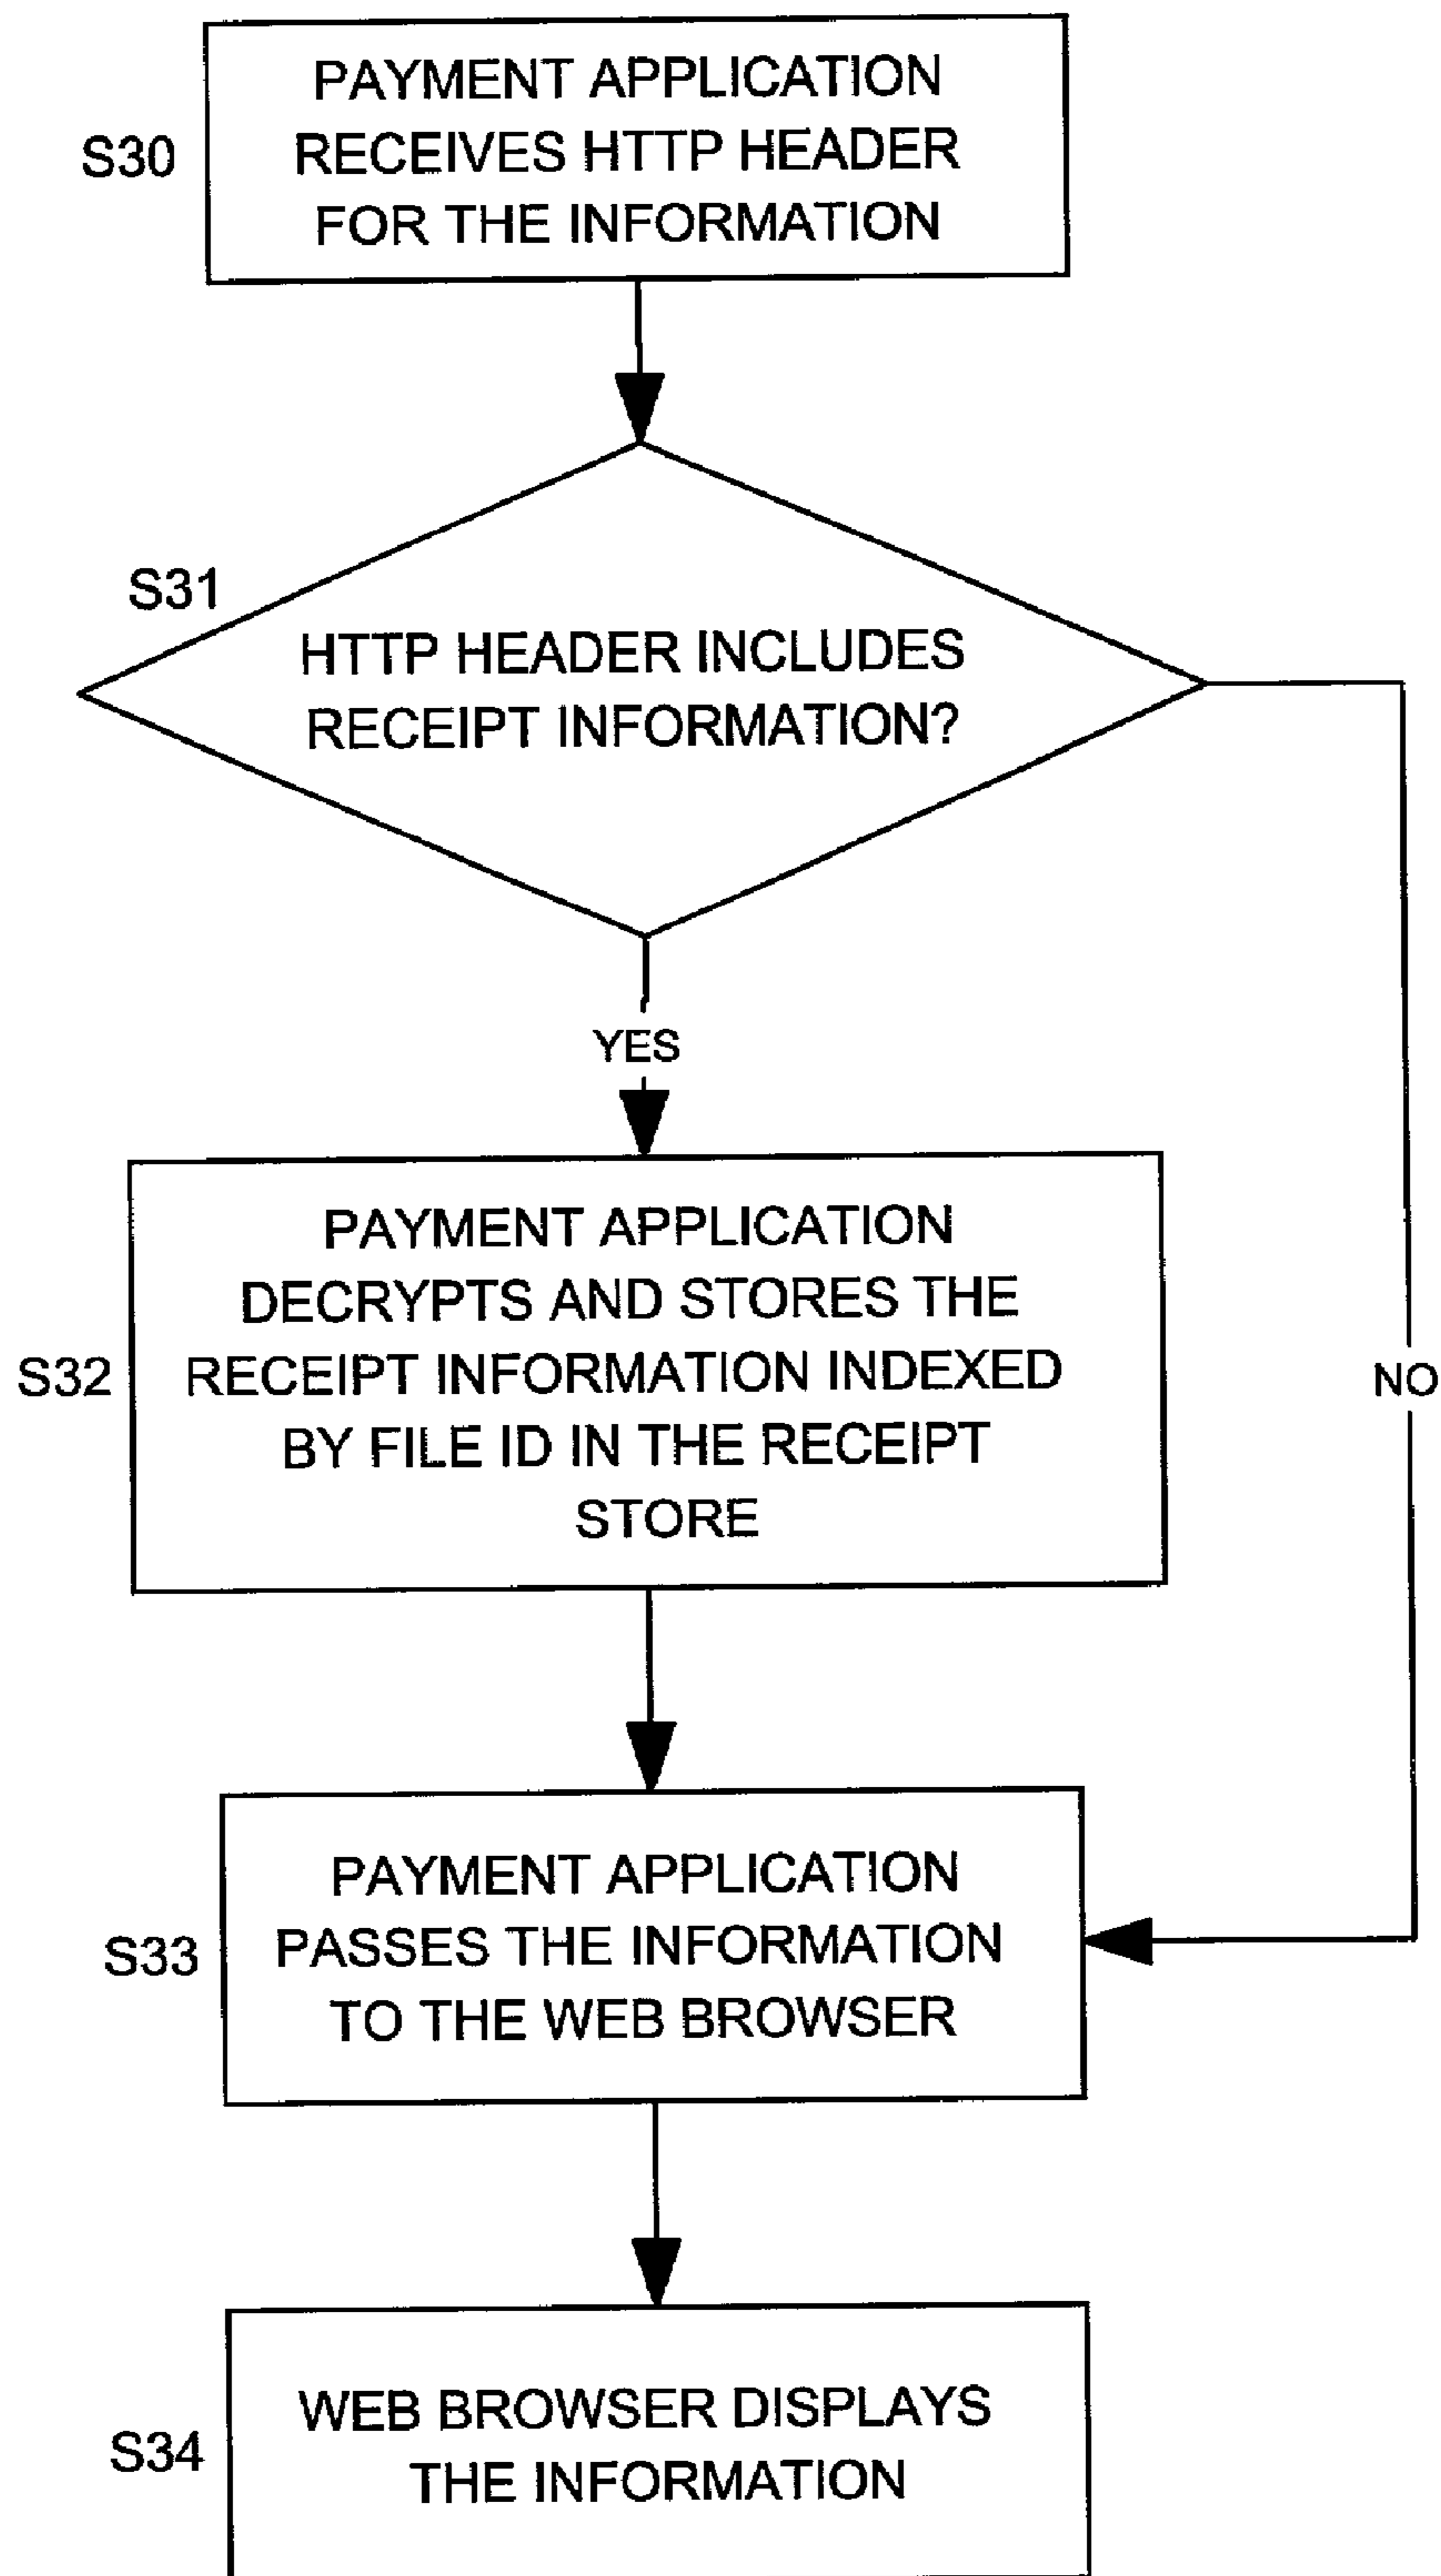 PAYMENT APPLICATION
RECEIVES HTTP HEADER
FOR THE INFORMATION
S30
S31
HTTP HEADER INCLUDES
RECEIPT INFORMATION?
YES
NO
PAYMENT APPLICATION
DECRYPTS AND STORES THE
RECEIPT INFORMATION INDEXED
BY FILE ID IN THE RECEIPT
STORE
S32
PAYMENT APPLICATION
PASSES THE INFORMATION
TO THE WEB BROWSER
S33
WEB BROWSER DISPLAYS
THE INFORMATION
S34